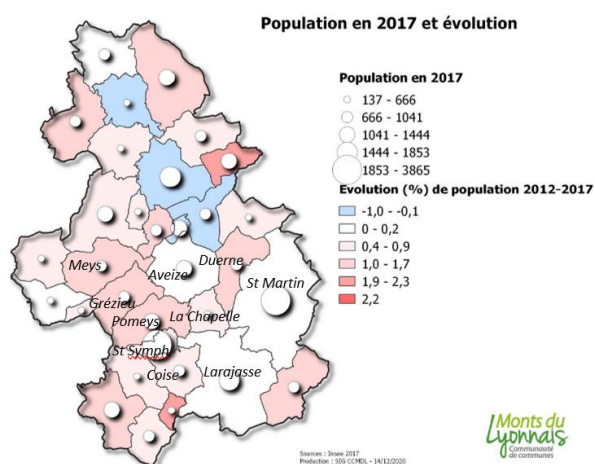 Population en 2017 et évolution
Population en 2017
137 - 666
666 - 1041
1041 - 1444
1444 - 1853
1853 - 3865
Evolution (%) de population 2012-2017
-1,0 - -0,1
0 - 0,2
0,4 - 0,9
1,0 - 1,7
1,9 - 2,3
2,2
Meys
Aveize
Duerne
St Martin
Grézieu
Pomeys
La Chapelle
St Symph
Coise
Larajasse
Monts du
Lyonnais
Communauté
de communes
Sources : Insee 2017
Production : SIG CCMDL - 14/12/2020